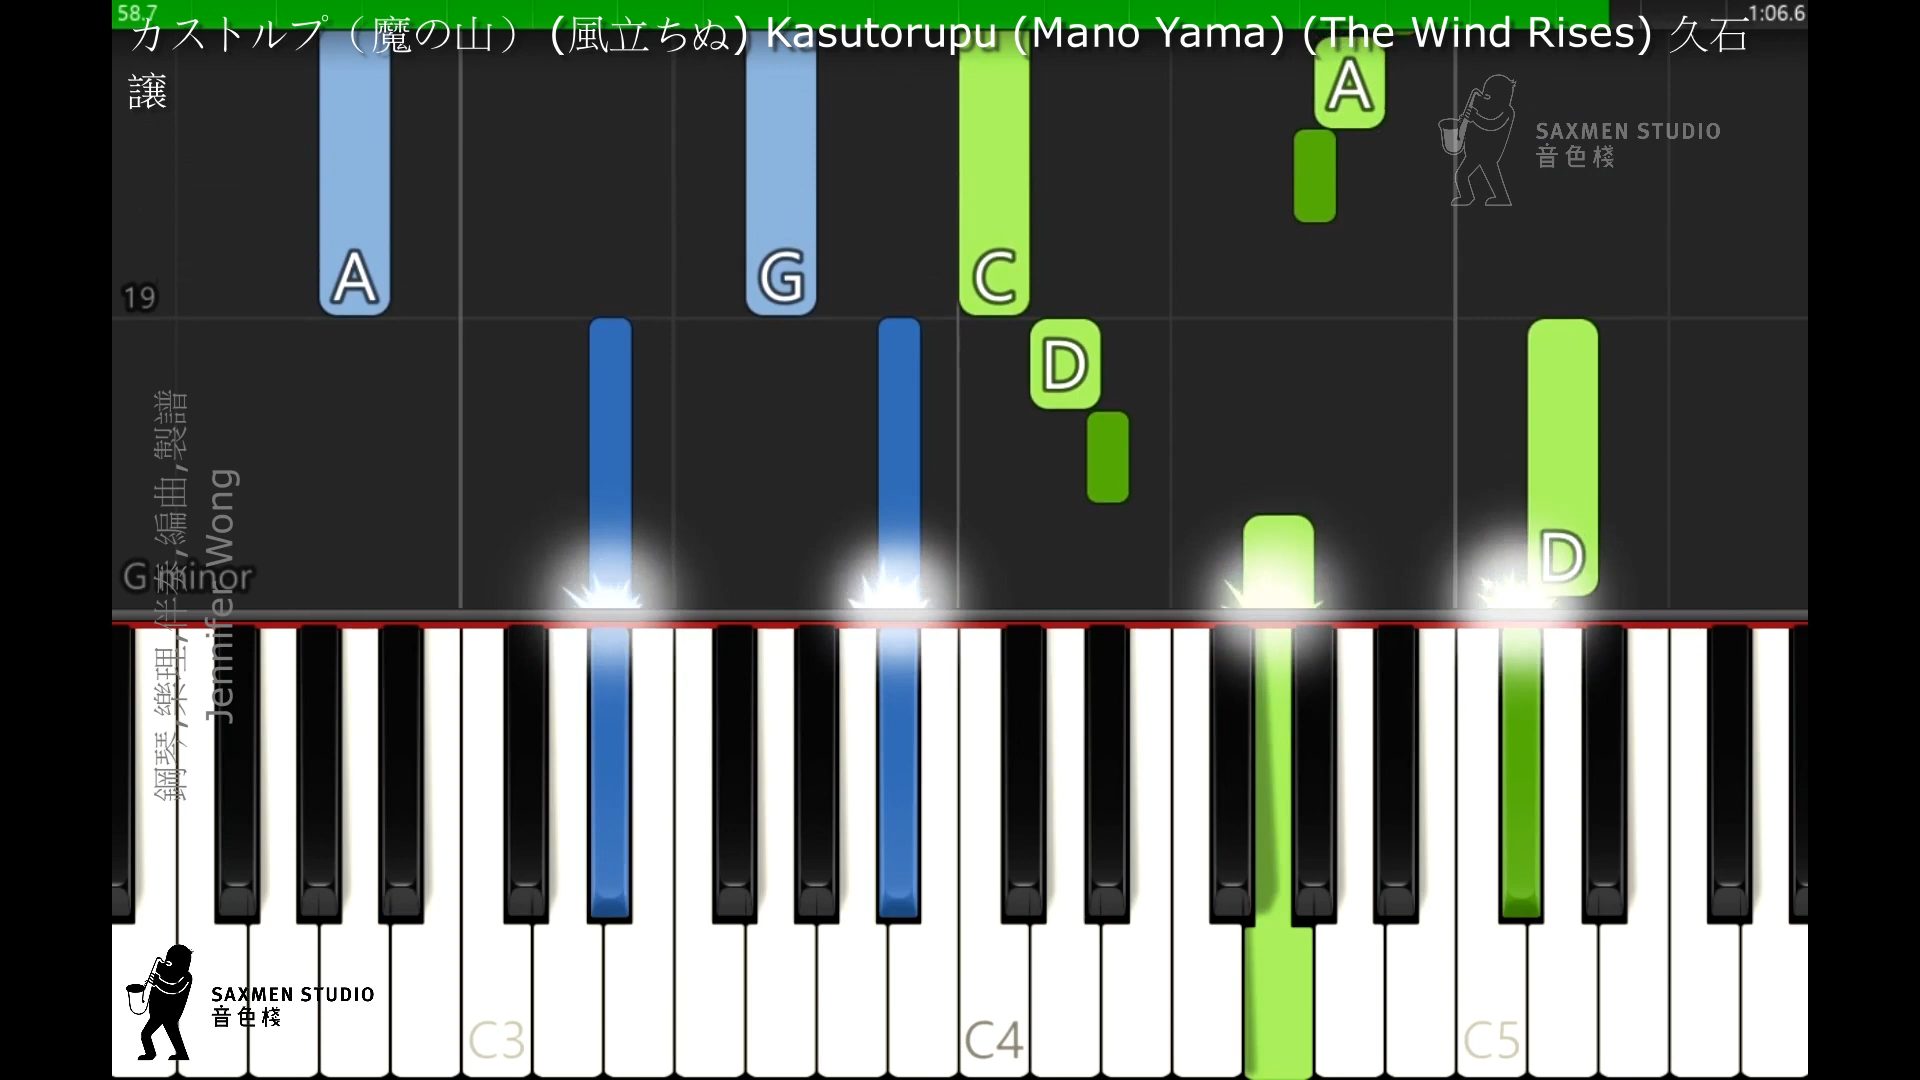 58.7
1:06.6
カストルプ（魔の山） (風立ちぬ) Kasutorupu (Mano Yama) (The Wind Rises) 久石
譲
A
SAXMEN STUDIO
音色棧
A
G
C
19
D
D
G minor
鋼琴,樂理,伴奏,編曲,製譜
Jennifer Wong
SAXMEN STUDIO
音色棧
C3
C4
C5